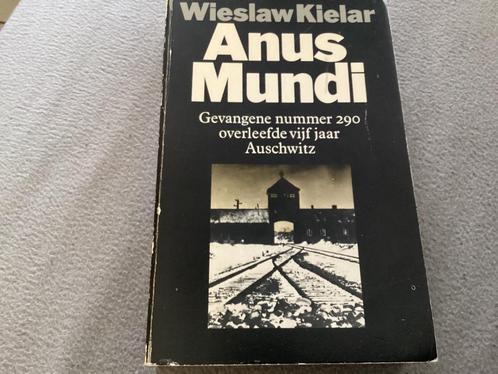 Wieslaw Kielar
Anus
Mundi
Gevangene nummer 290
overleefde vijf jaar
Auschwitz